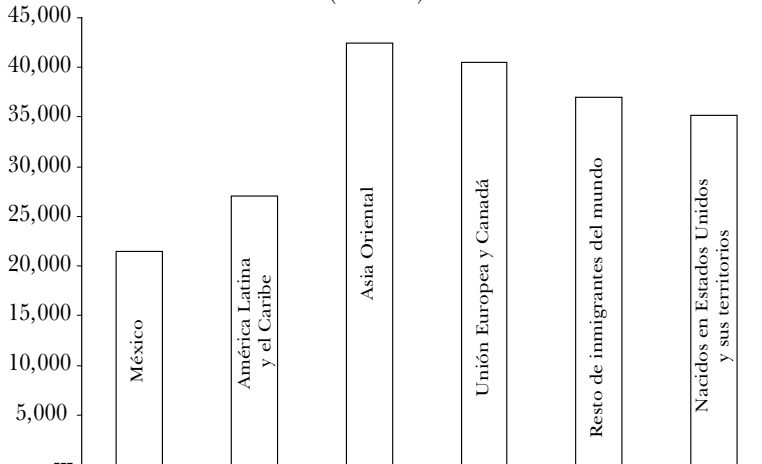 45,000
40,000
35,000
30,000
25,000
20,000
15,000
10,000
5,000
México
América Latina
y el Caribe
Asia Oriental
Unión Europea y Canadá
Resto de inmigrantes del mundo
Nacidos en Estados Unidos
y sus territorios